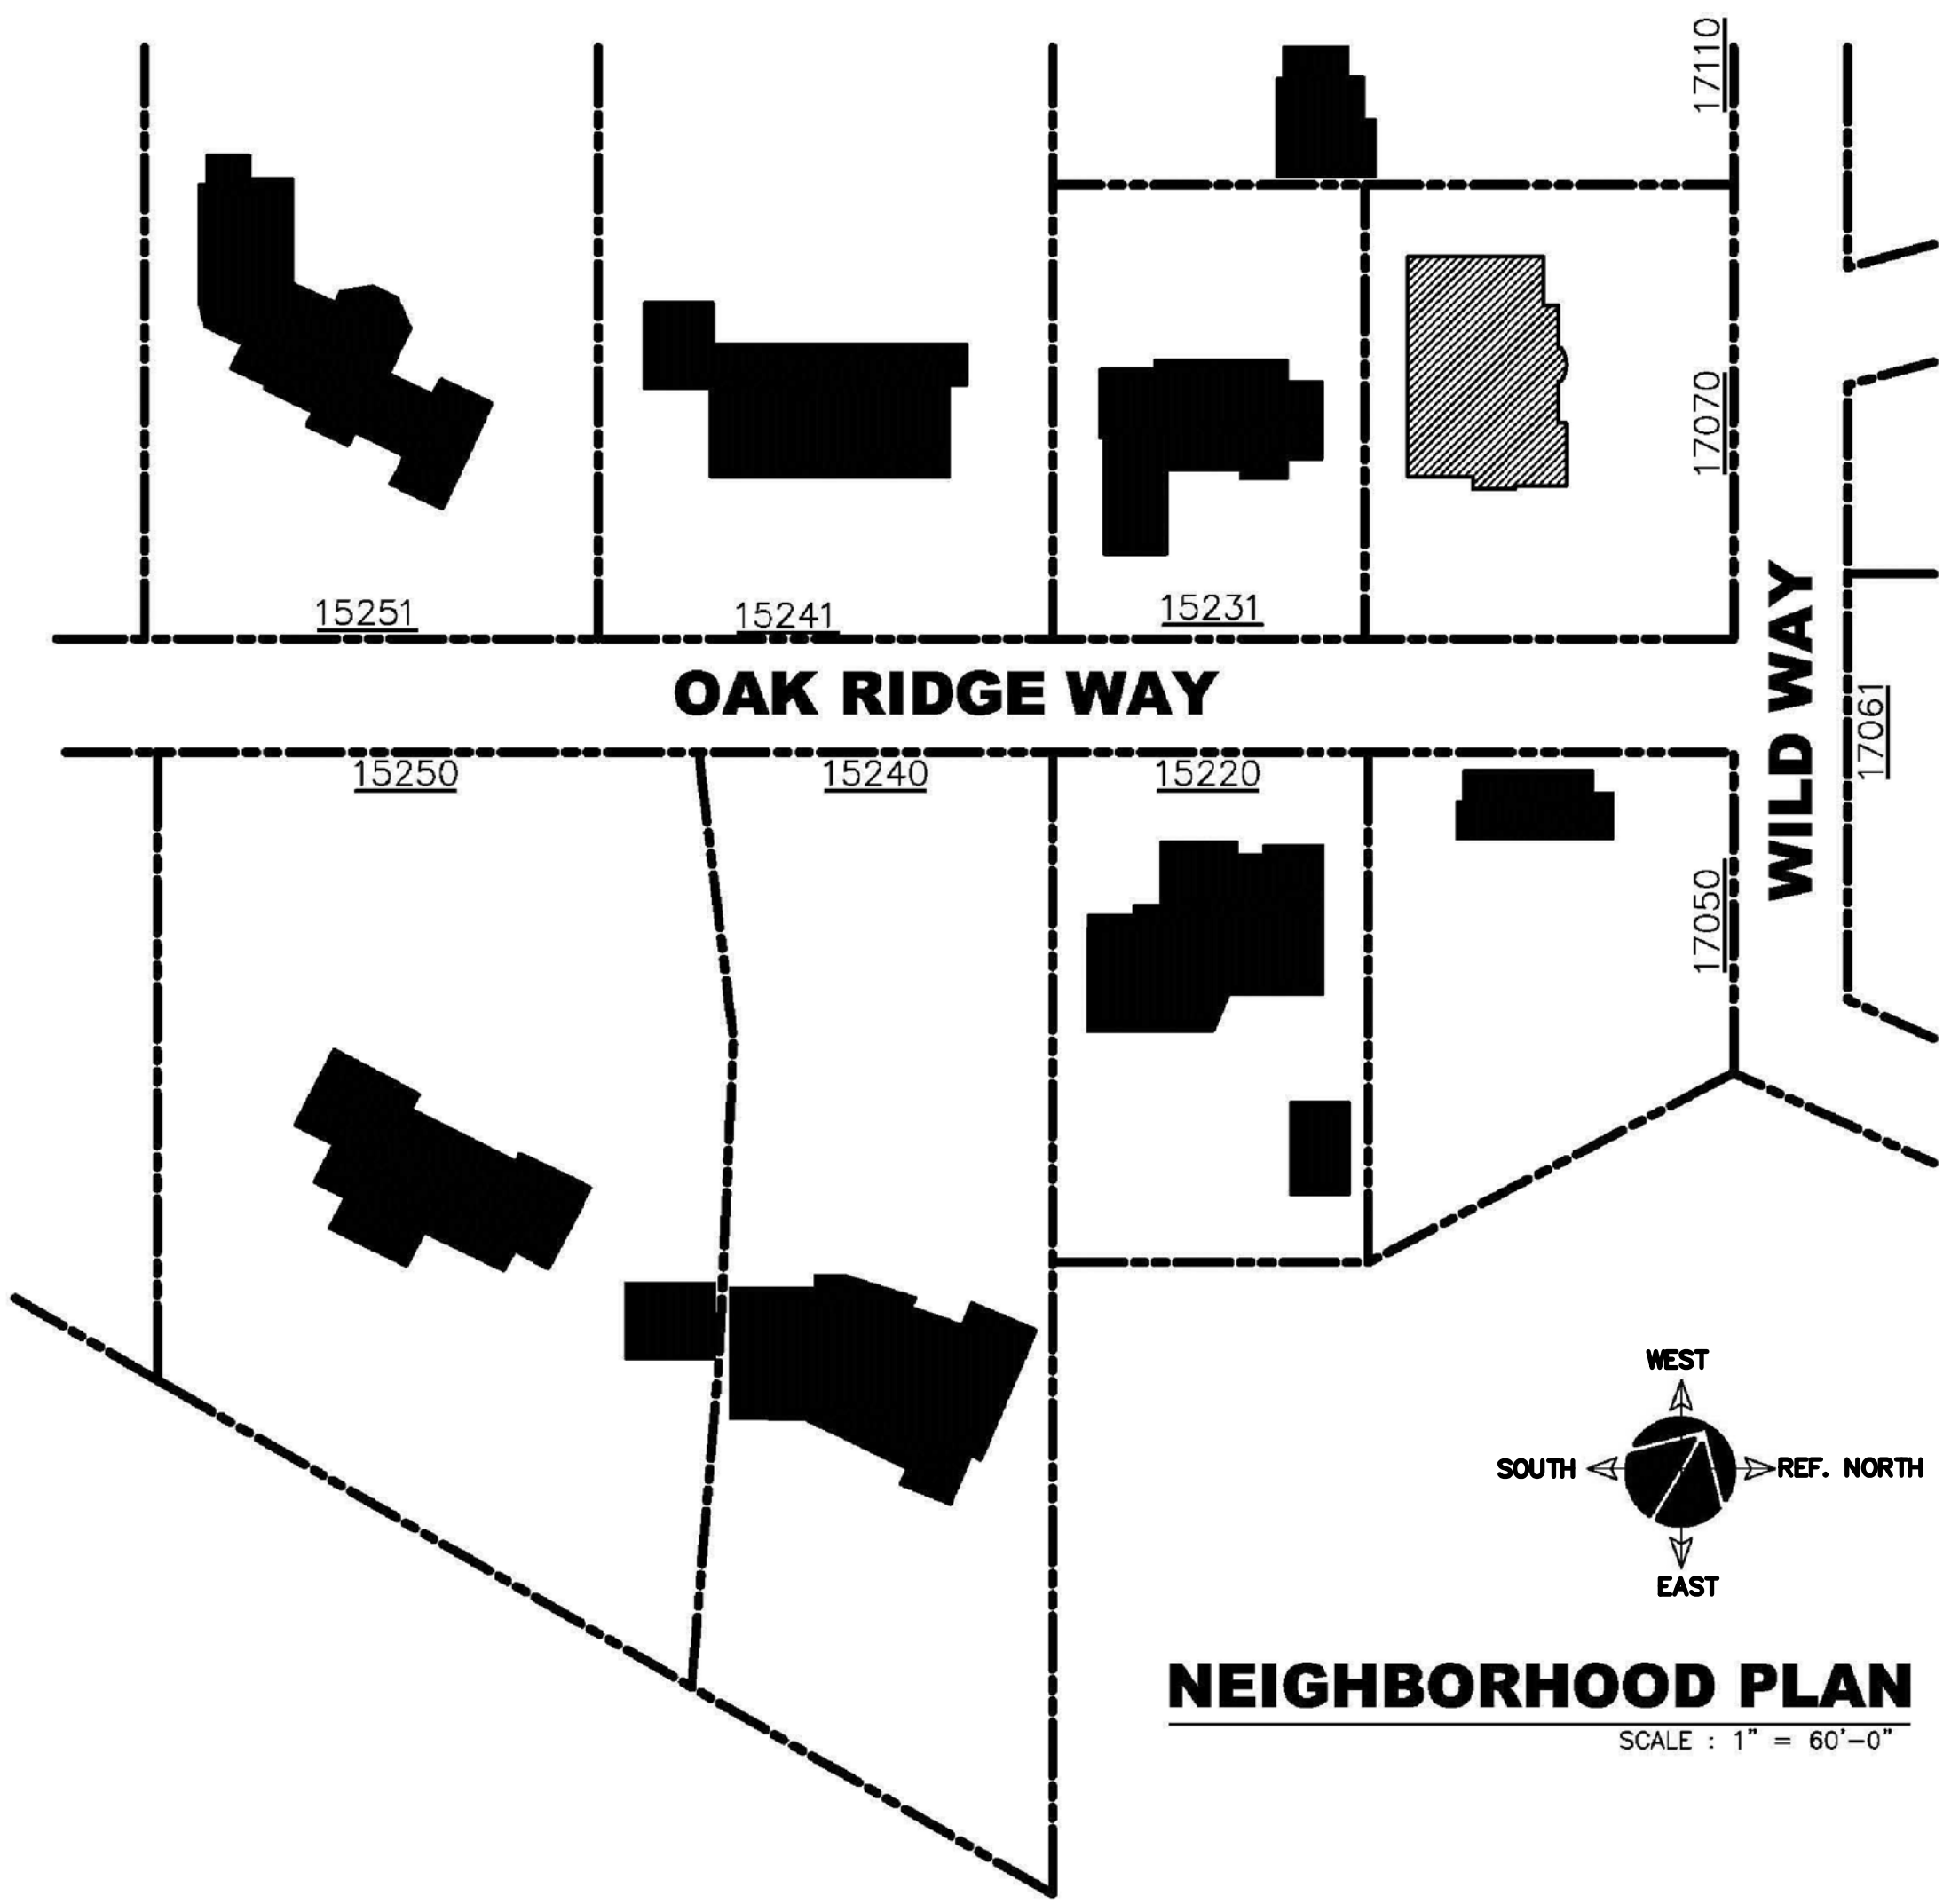 17110
17070
15251
15241
15231
OAK RIDGE WAY
WILD WAY
17061
15250
15240
15220
17050
WEST
SOUTH
REF. NORTH
EAST
NEIGHBORHOOD PLAN
SCALE : 1" = 60'-0"